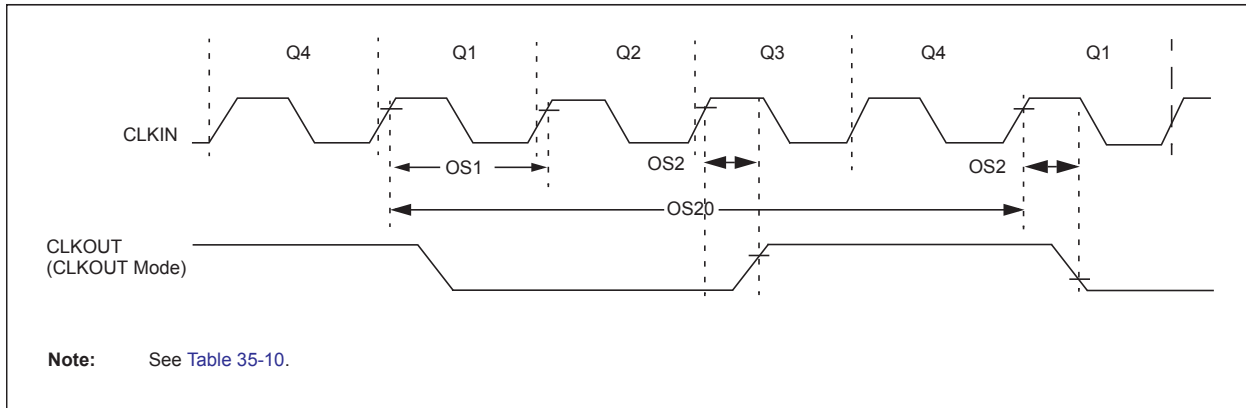 Q4 Q1 Q2 Q3 Q4 Q1
CLKIN
OS1 OS2 OS2
OS20
CLKOUT
(CLKOUT Mode)
Note: See Table 35-10.